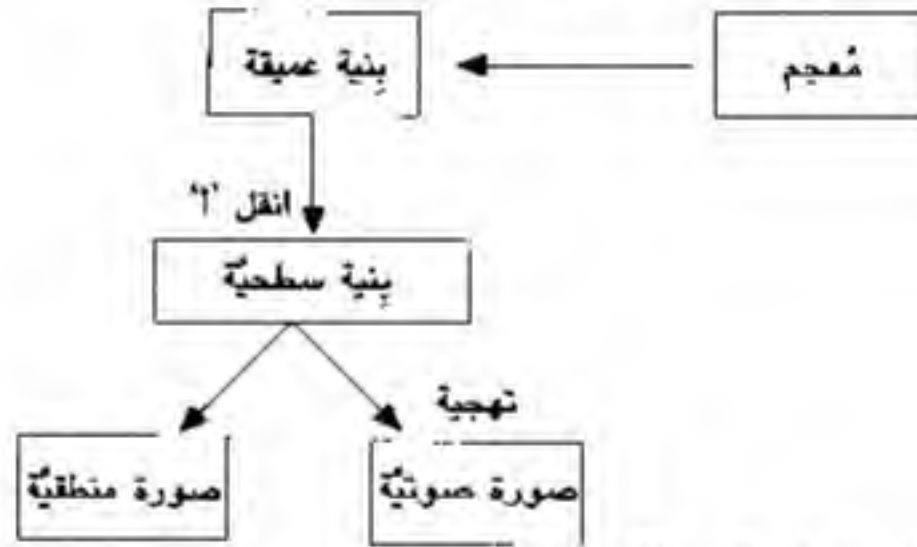 مُعجم
بِنية عميقة
انقل "أ"
بِنية سطحيّة
تهجية
صورة صوتيّة
صورة منطقيّة